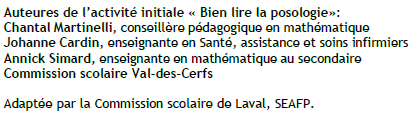 Auteures de l’activité initiale « Bien lire la posologie»:
Chantal Martinelli, conseillère pédagogique en mathématique
Johanne Cardin, enseignante en Santé, assistance et soins infirmiers
Annick Simard, enseignante en mathématique au secondaire
Commission scolaire Val-des-Cerfs
Adaptée par la Commission scolaire de Laval, SEAFP.